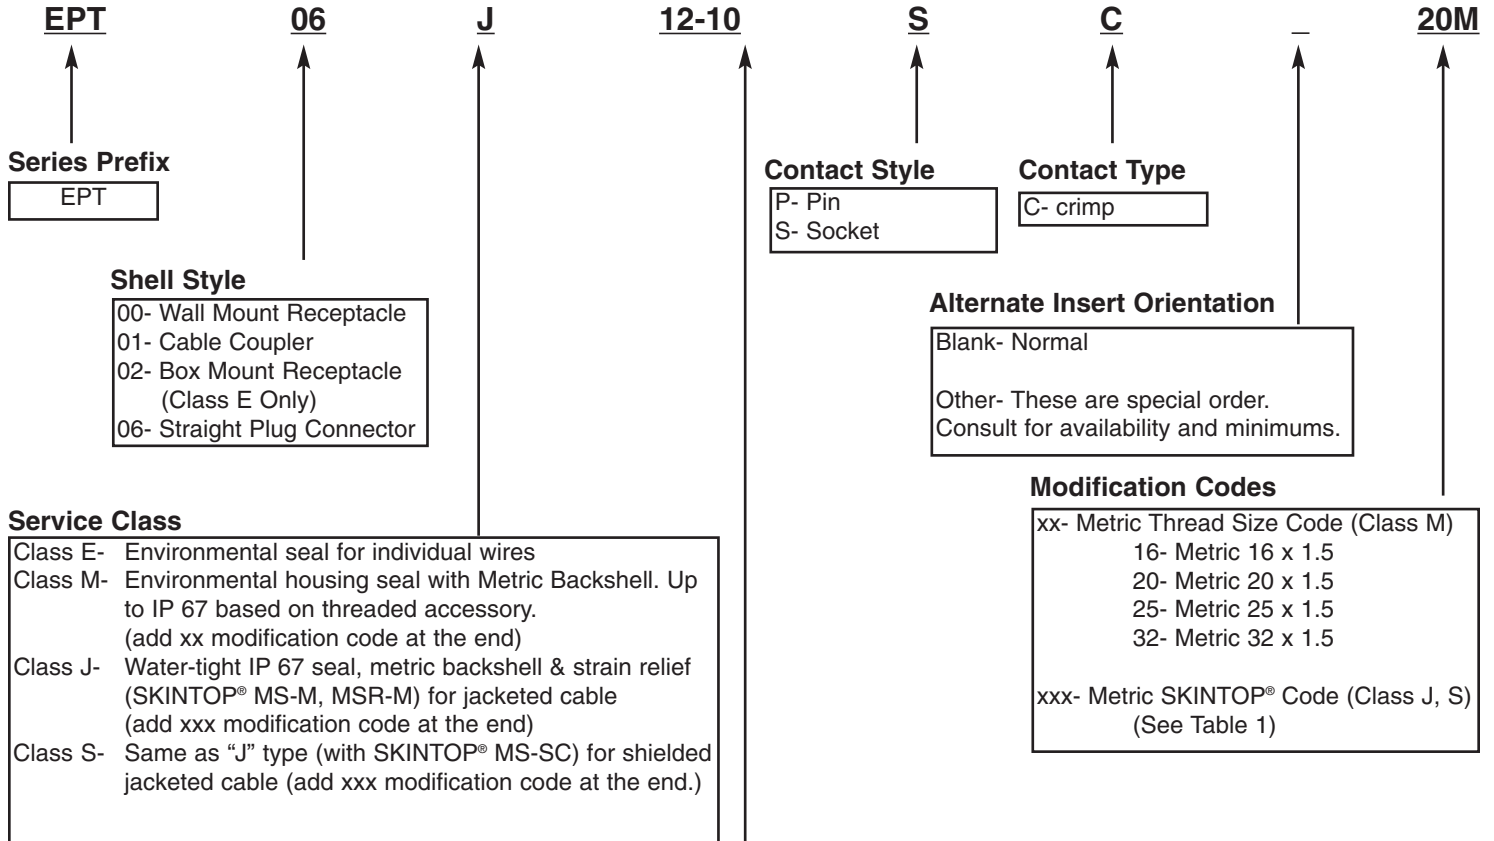 EPT 06 J 12-10 S C _ 20M
Series Prefix
EPT
Contact Style
P- Pin
S- Socket
Contact Type
C- crimp
Shell Style
00- Wall Mount Receptacle
01- Cable Coupler
02- Box Mount Receptacle
(Class E Only)
06- Straight Plug Connector
Alternate Insert Orientation
Blank- Normal
Other- These are special order.
Consult for availability and minimums.
Modification Codes
xx- Metric Thread Size Code (Class M)
16- Metric 16 x 1.5
20- Metric 20 x 1.5
25- Metric 25 x 1.5
32- Metric 32 x 1.5
xxx- Metric SKINTOP® Code (Class J, S)
(See Table 1)
Service Class
Class E- Environmental seal for individual wires
Class M- Environmental housing seal with Metric Backshell. Up
to IP 67 based on threaded accessory.
(add xx modification code at the end)
Class J- Water-tight IP 67 seal, metric backshell & strain relief
(SKINTOP® MS-M, MSR-M) for jacketed cable
(add xxx modification code at the end)
Class S- Same as “J” type (with SKINTOP® MS-SC) for shielded
jacketed cable (add xxx modification code at the end.)